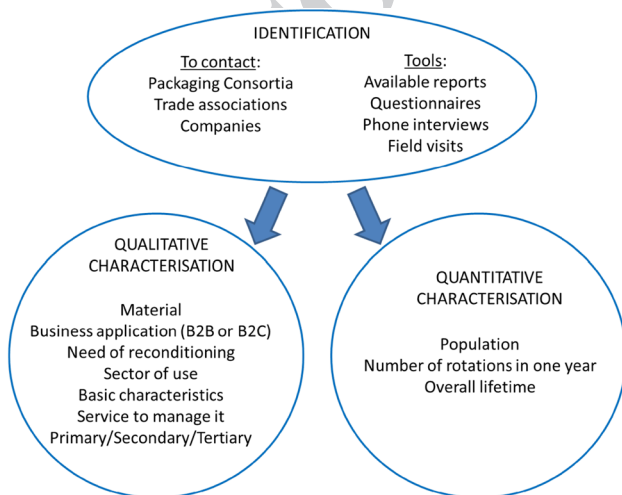 IDENTIFICATION
To contact:
Packaging Consortia
Trade associations
Companies
Tools:
Available reports
Questionnaires
Phone interviews
Field visits
QUALITATIVE
CHARACTERISATION
Material
Business application (B2B or B2C)
Need of reconditioning
Sector of use
Basic characteristics
Service to manage it
Primary/Secondary/Tertiary
QUANTITATIVE
CHARACTERISATION
Population
Number of rotations in one year
Overall lifetime